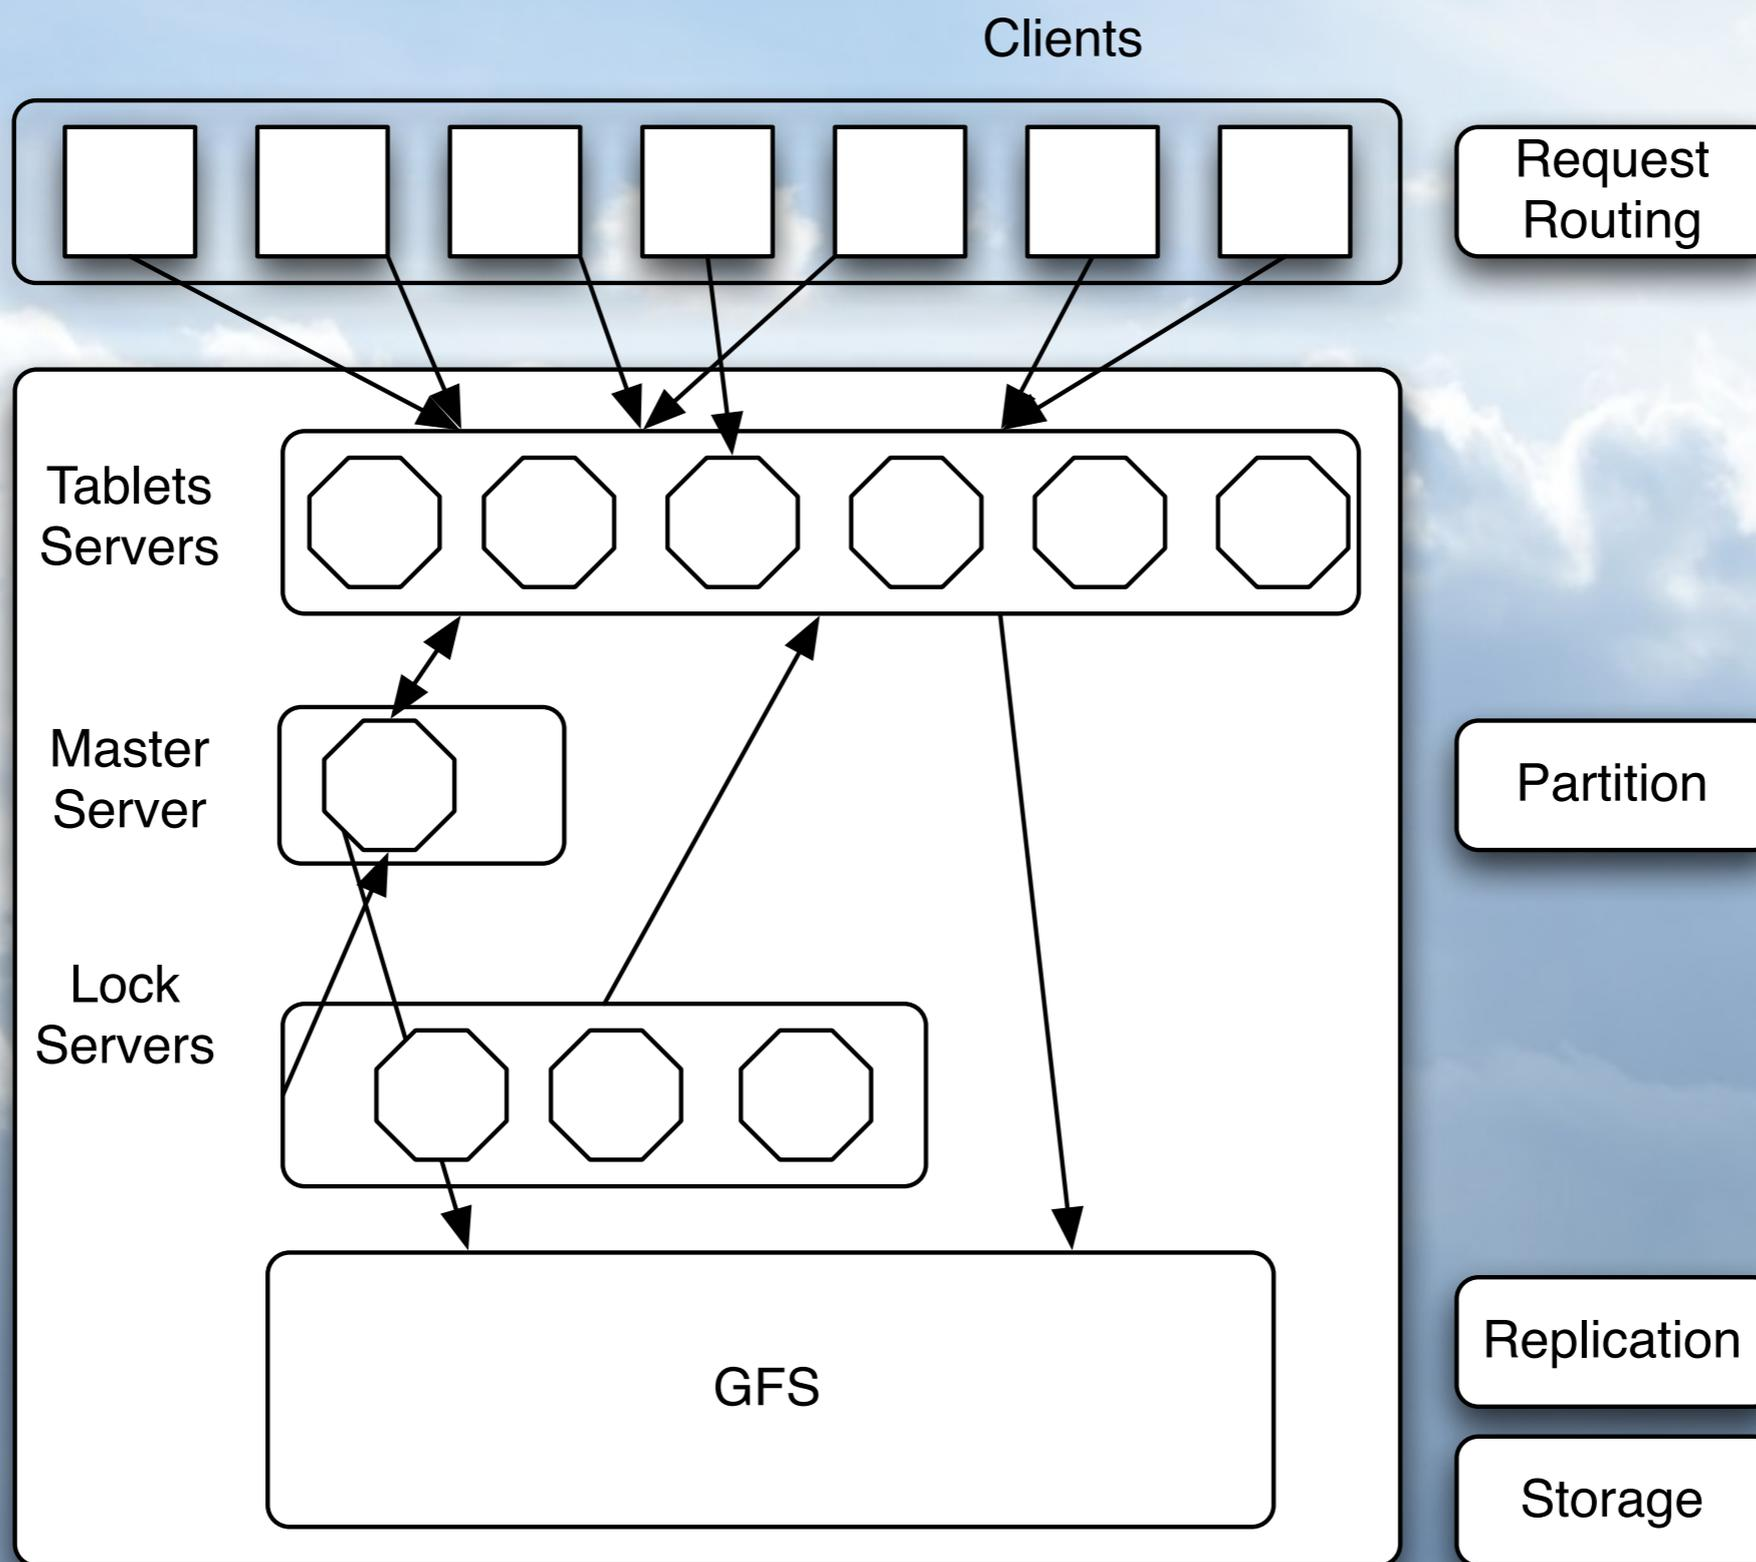 Clients
Request
Routing
Tablets
Servers
Master
Server
Partition
Lock
Servers
Replication
GFS
Storage